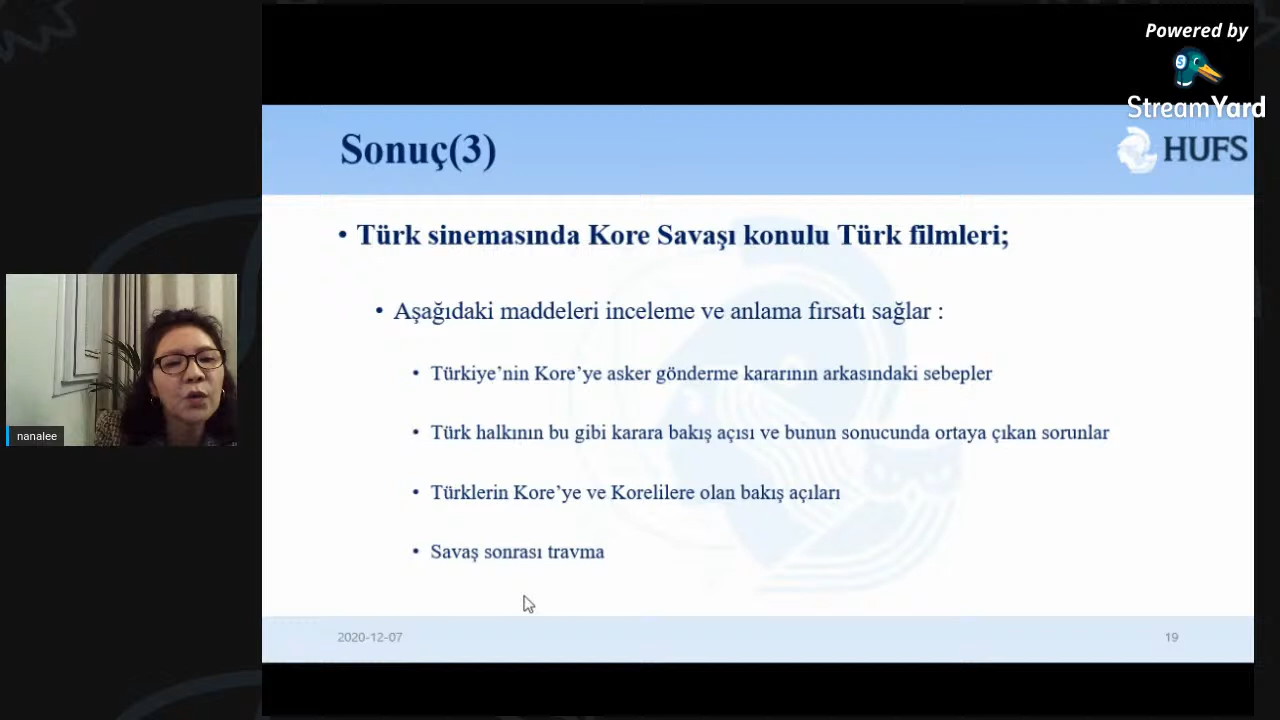 Powered by
StreamYard
Sonuç(3)
HUFS
• Türk sinemasında Kore Savaşı konulu Türk filmleri;
• Aşağıdaki maddeleri inceleme ve anlama fırsatı sağlar :
• Türkiye’nin Kore’ye asker gönderme kararının arkasındaki sebepler
• Türk halkının bu gibi karara bakış açısı ve bunun sonucunda ortaya çıkan sorunlar
• Türklerin Kore’ye ve Korelilere olan bakış açıları
• Savaş sonrası travma
nanalee
2020-12-07
19